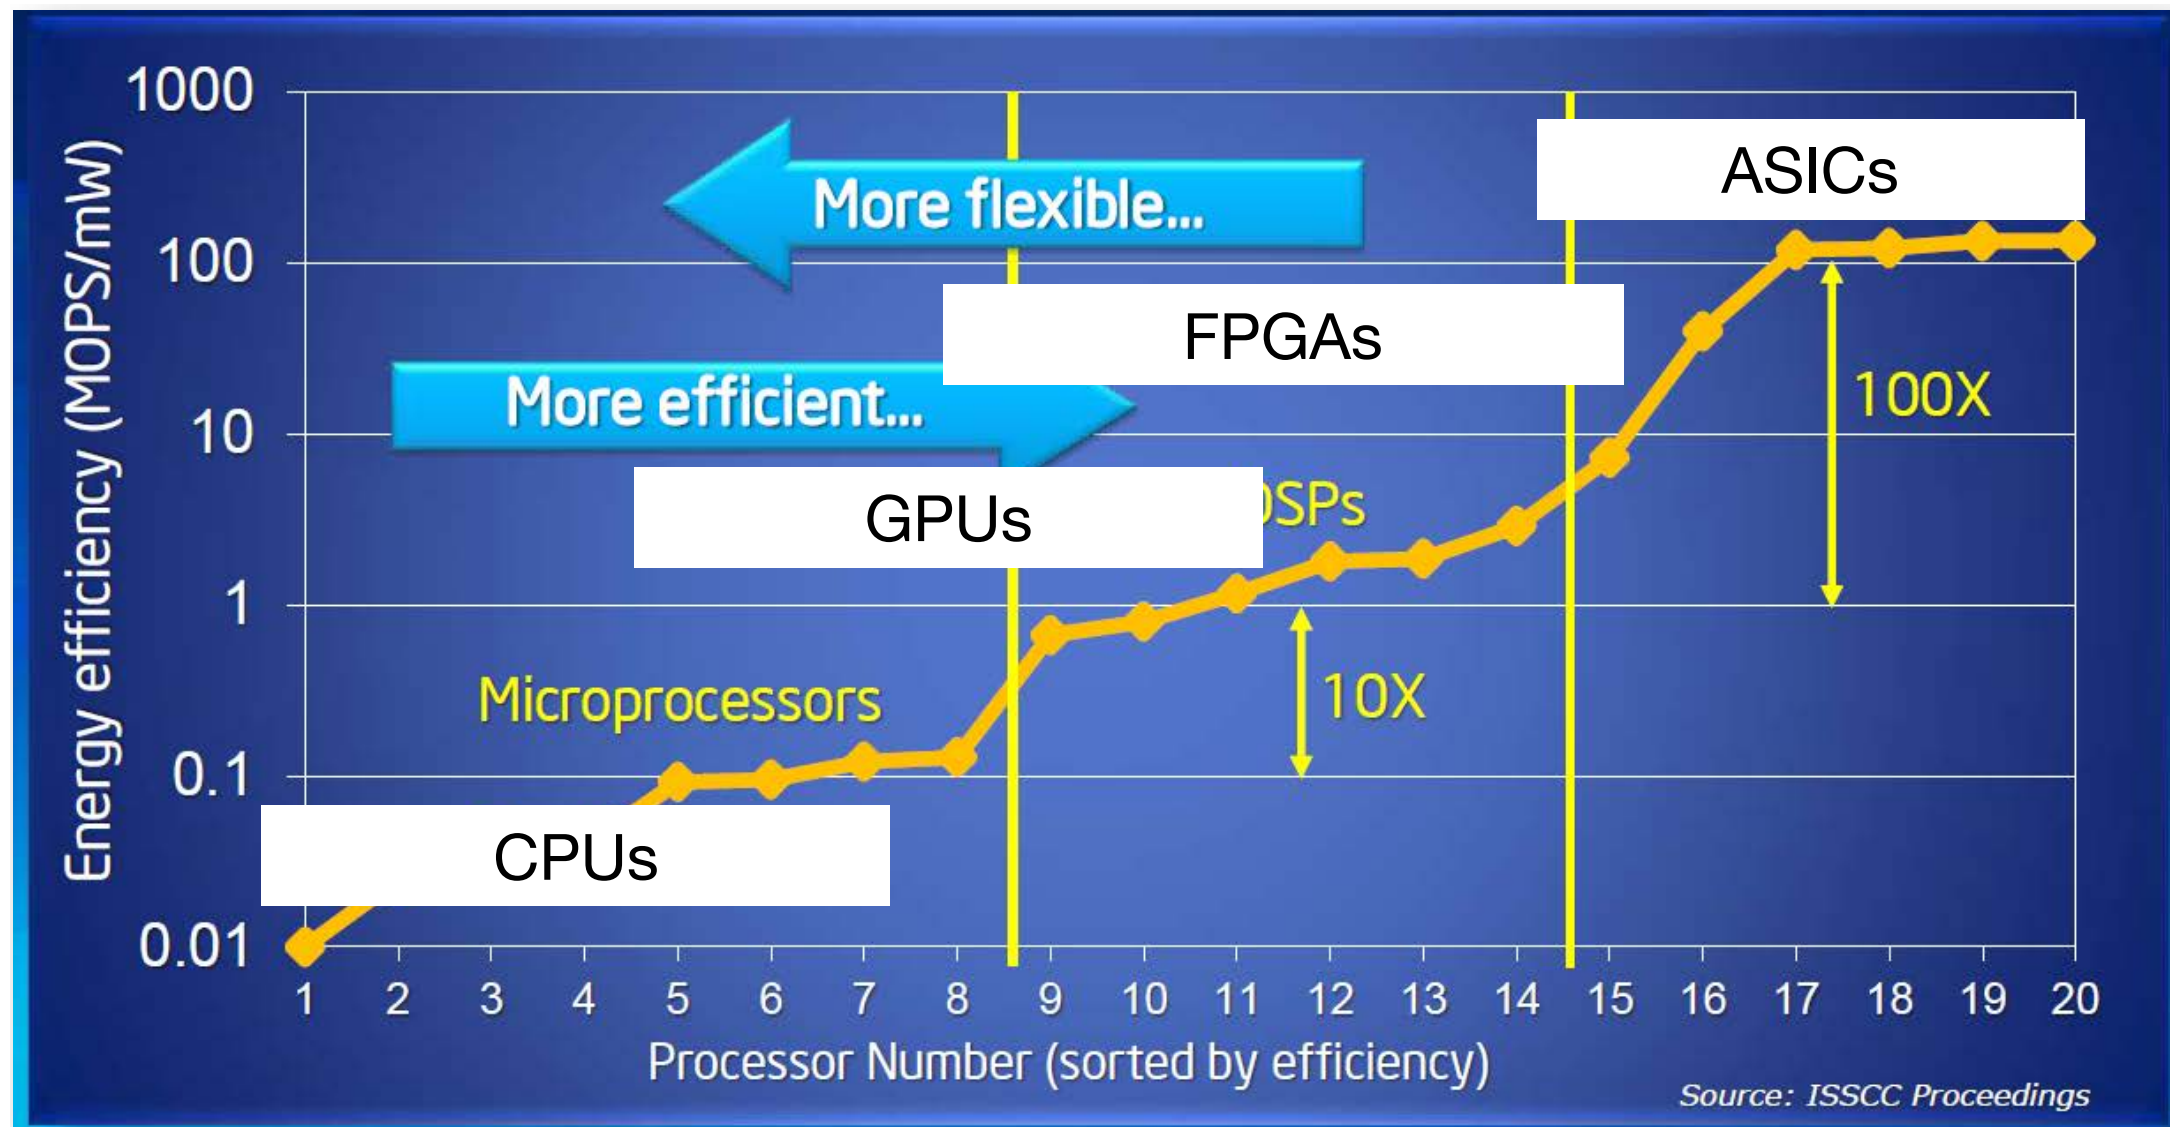 1000
100
10
1
0.1
0.01
Energy efficiency (MOPS/mW)
More flexible...
ASICs
FPGAs
More efficient...
100X
GPUs
Microprocessors
10X
CPUs
1 2 3 4 5 6 7 8 9 10 11 12 13 14 15 16 17 18 19 20
Processor Number (sorted by efficiency)
Source: ISSCC Proceedings